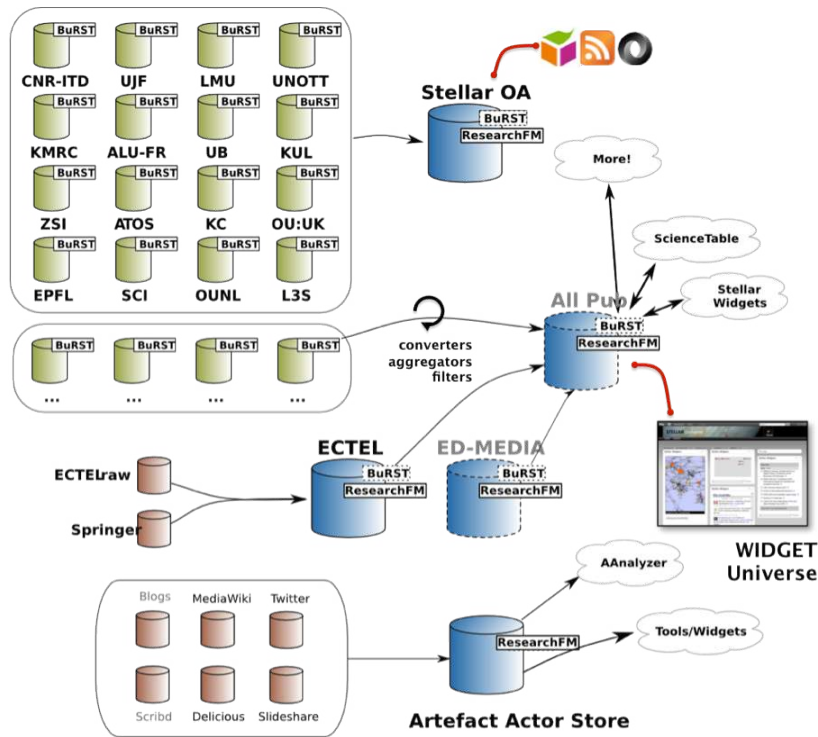 BuRST BuRST BuRST BuRST
CNR-ITD UJF LMU UNOTT
BuRST BuRST BuRST BuRST
KMRC ALU-FR UB KUL
BuRST BuRST BuRST BuRST
ZSI ATOS KC OU:UK
BuRST BuRST BuRST BuRST
EPFL SCI OUNL L3S
Stellar OA
BuRST
ResearchFM
More!
ScienceTable
Stellar
Widgets
All Pub
BuRST
ResearchFM
converters
aggregators
filters
BuRST BuRST BuRST BuRST
... ... ... ...
ECTEL
BuRST
ResearchFM
ED-MEDIA
BuRST
ResearchFM
ECTELraw
Springer
WIDGET
Universe
Blogs MediaWiki Twitter
Scribd Delicious Slideshare
ResearchFM
Artefact Actor Store
AAnalyzer
Tools/Widgets